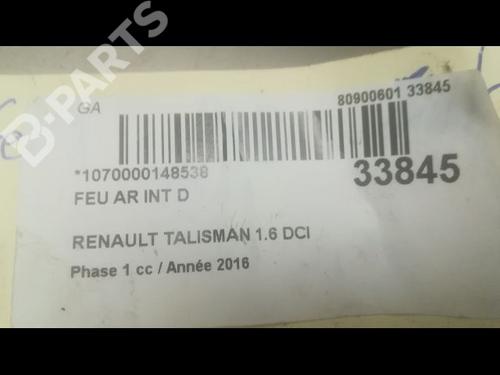 GA
80900601 33845
*1070000148538
33845
FEU AR INT D
RENAULT TALISMAN 1.6 DCI
Phase 1 cc / Année 2016
B-PARTS